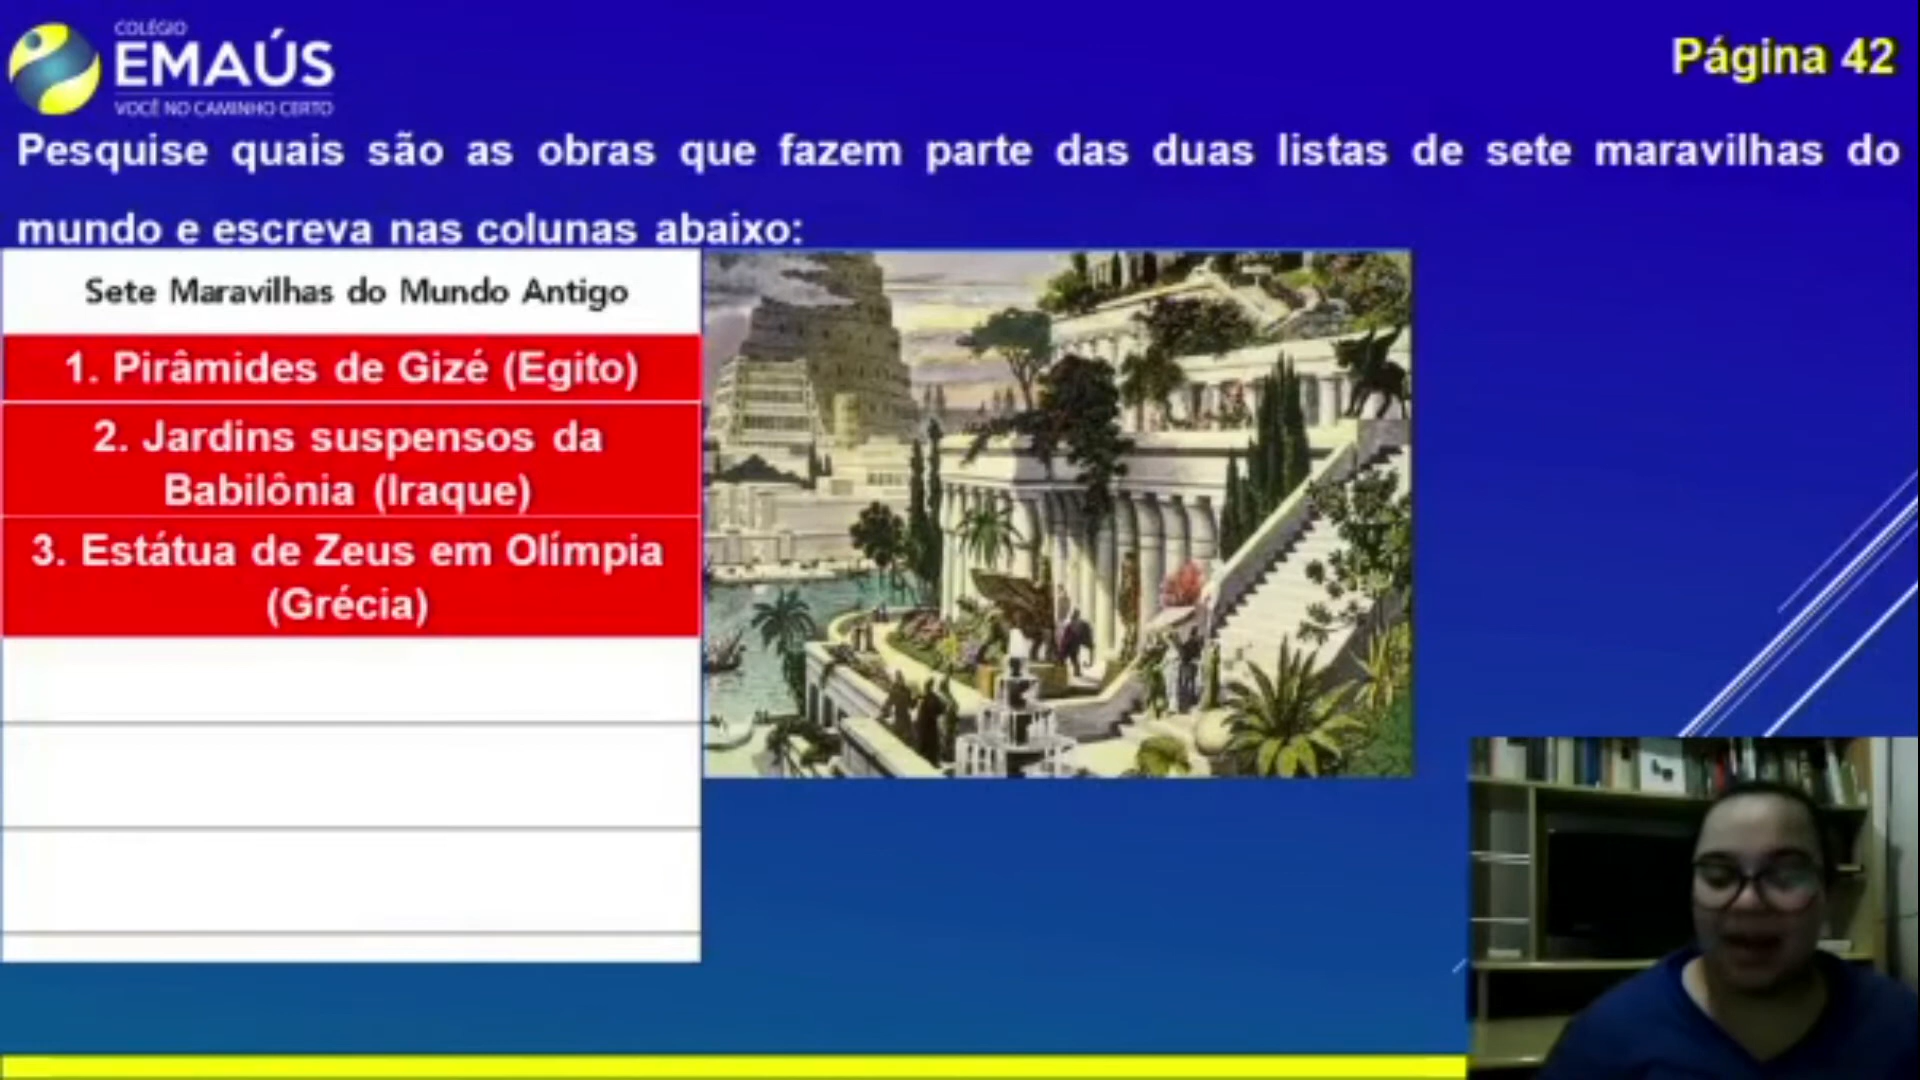 COLÉGIO
EMAÚS
VOCÊ NO CAMINHO CERTO
Página 42
Pesquise quais são as obras que fazem parte das duas listas de sete maravilhas do
mundo e escreva nas colunas abaixo:
Sete Maravilhas do Mundo Antigo
1. Pirâmides de Gizé (Egito)
2. Jardins suspensos da
Babilônia (Iraque)
3. Estátua de Zeus em Olímpia
(Grécia)